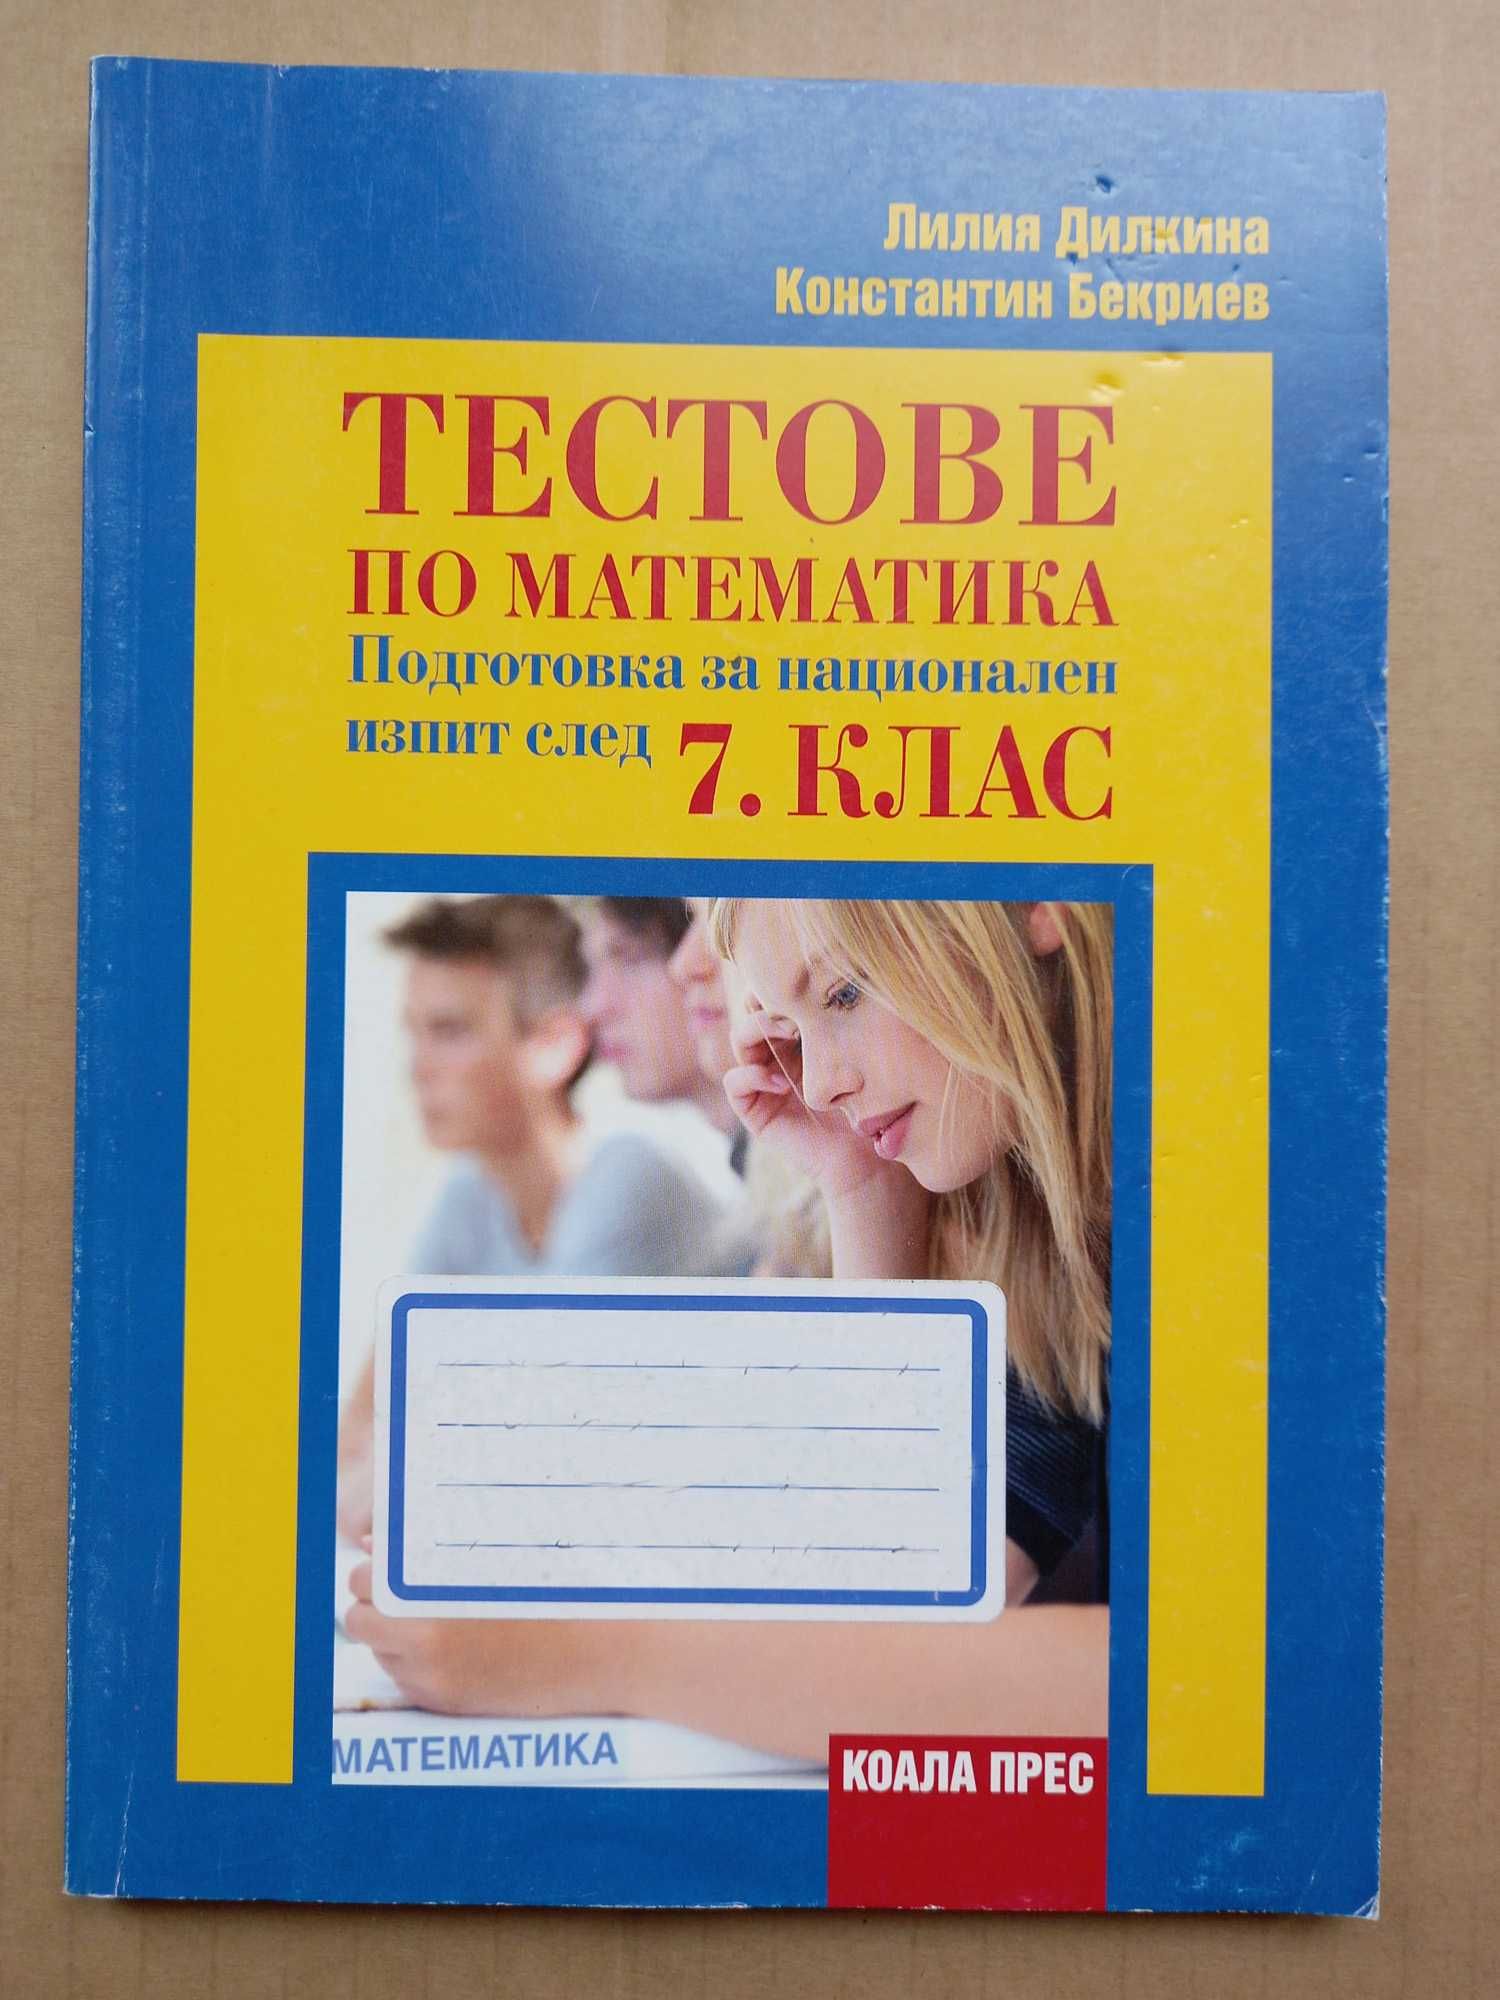 Лилия Дилкина
Константин Бекриев
ТЕСТОВЕ
ПО МАТЕМАТИКА
Подготовка за национален
изпит след 7. КЛАС
МАТЕМАТИКА
КОАЛА ПРЕС